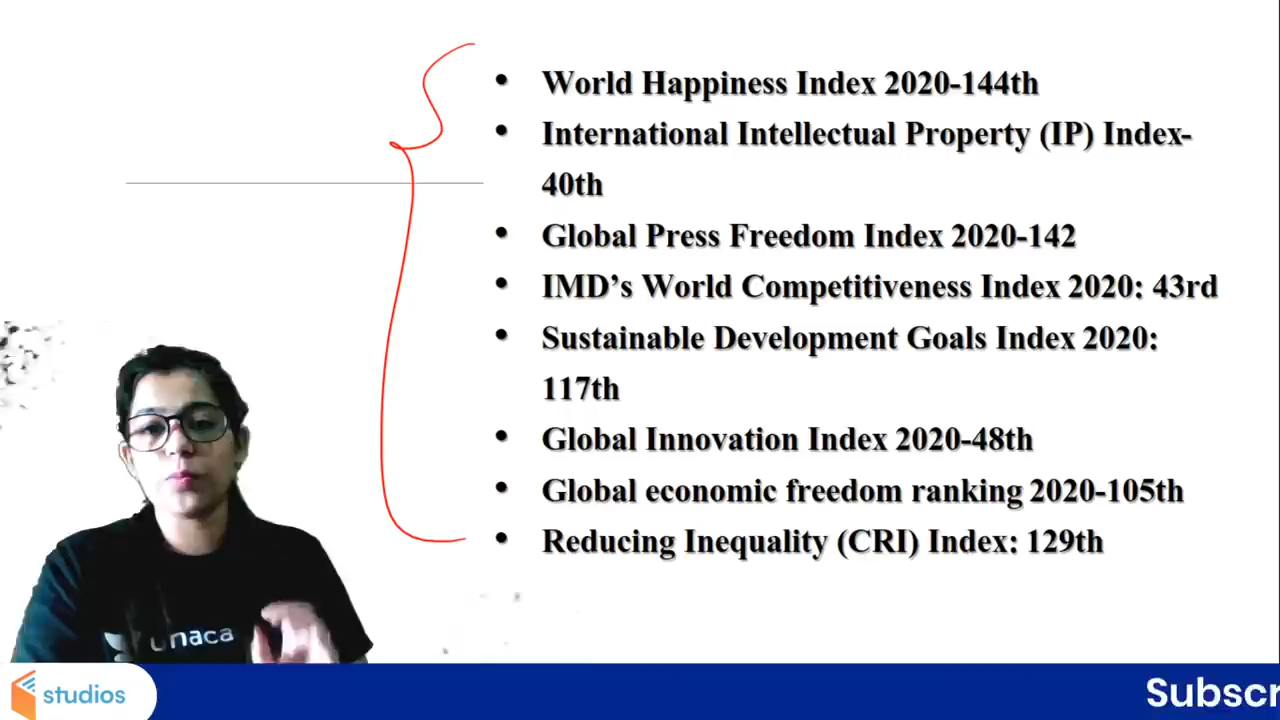 • World Happiness Index 2020-144th
• International Intellectual Property (IP) Index-
40th
• Global Press Freedom Index 2020-142
• IMD’s World Competitiveness Index 2020: 43rd
• Sustainable Development Goals Index 2020:
117th
• Global Innovation Index 2020-48th
• Global economic freedom ranking 2020-105th
• Reducing Inequality (CRI) Index: 129th
studios
Subscr